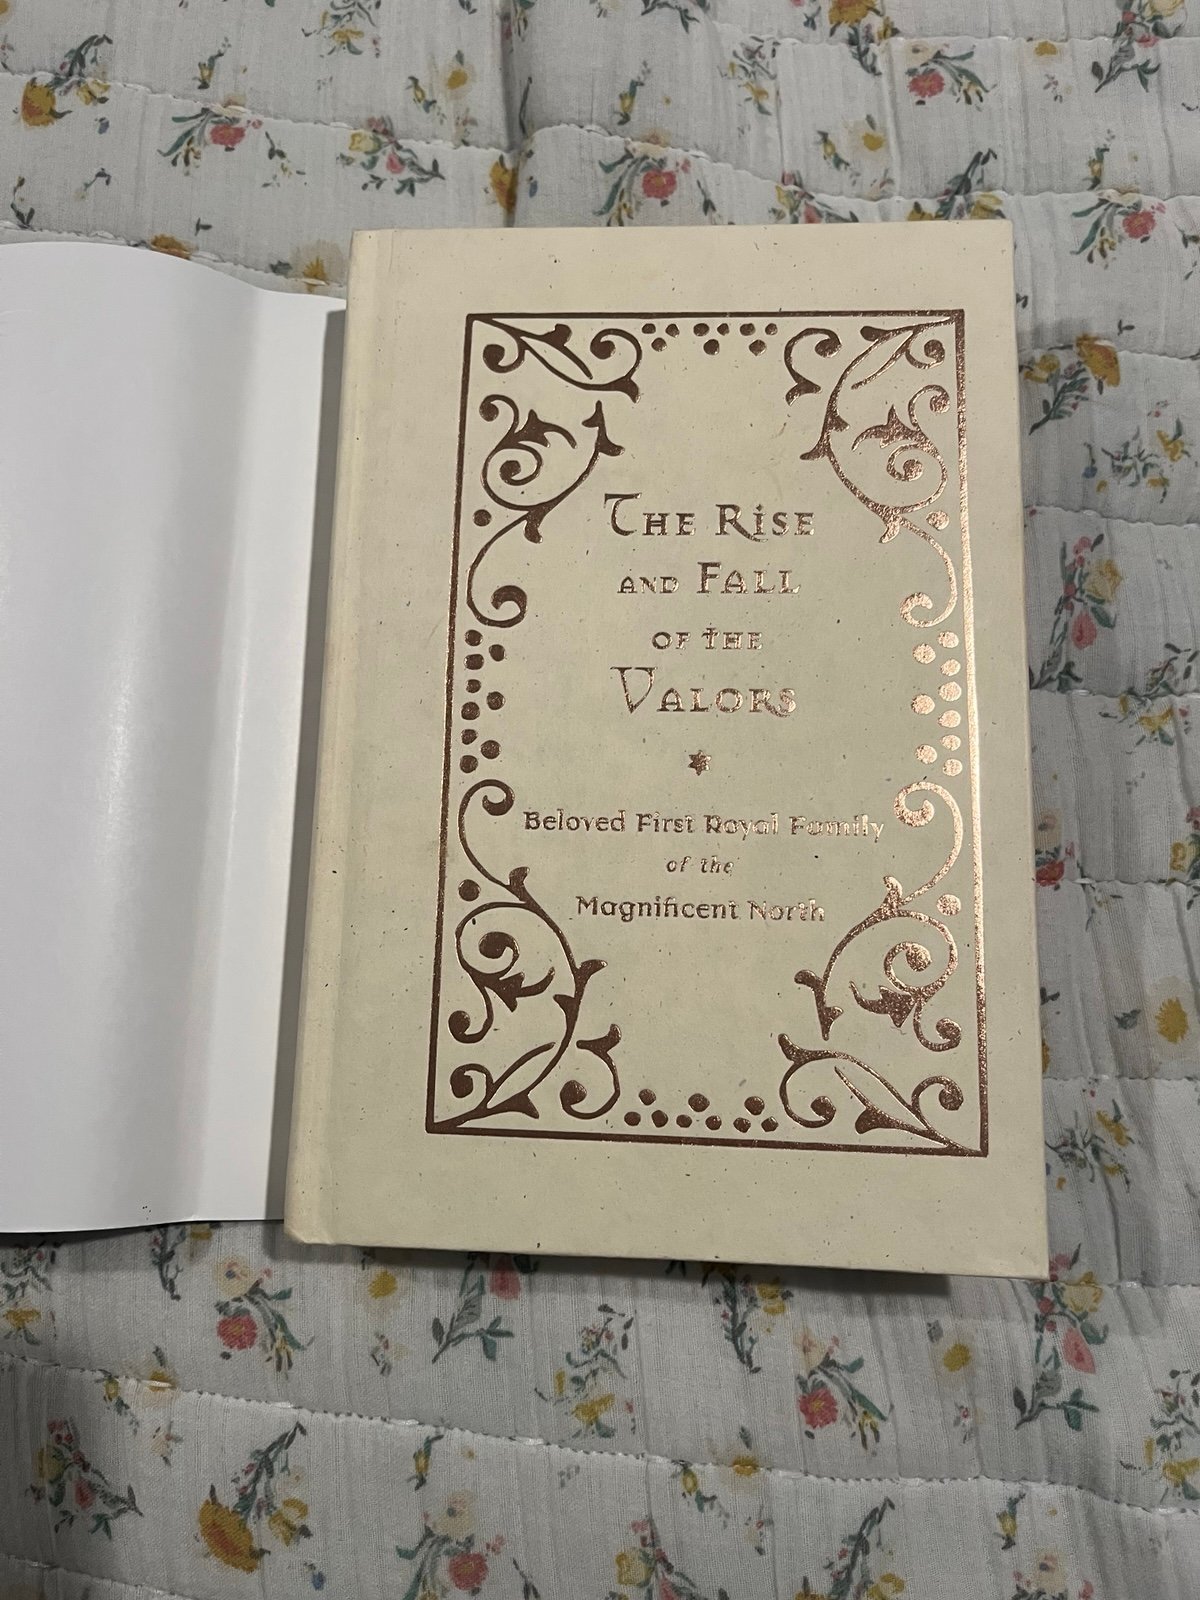 The Rise
and Fall
of the
Valors
Beloved First Royal Family
of the
Magnificent North